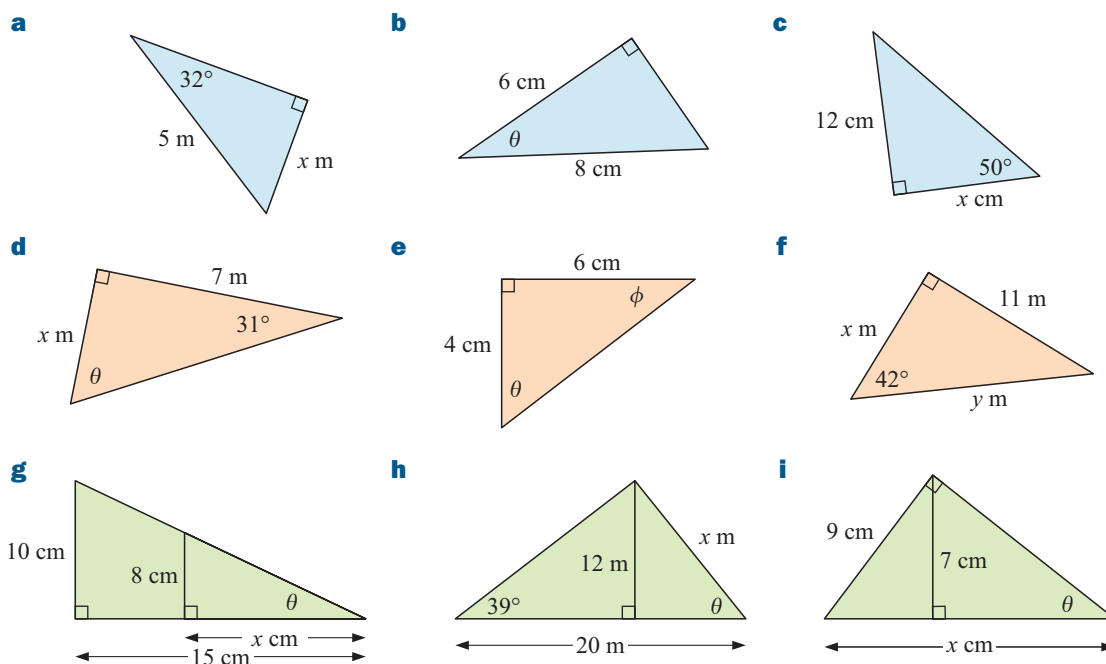 a
32°
5 m
x m
b
6 cm
θ
8 cm
c
12 cm
50°
x cm
d
7 m
x m
31°
θ
e
6 cm
ϕ
4 cm
θ
f
11 m
x m
42°
y m
g
10 cm
8 cm
θ
x cm
15 cm
h
x m
12 m
39°
θ
20 m
i
9 cm
7 cm
θ
x cm